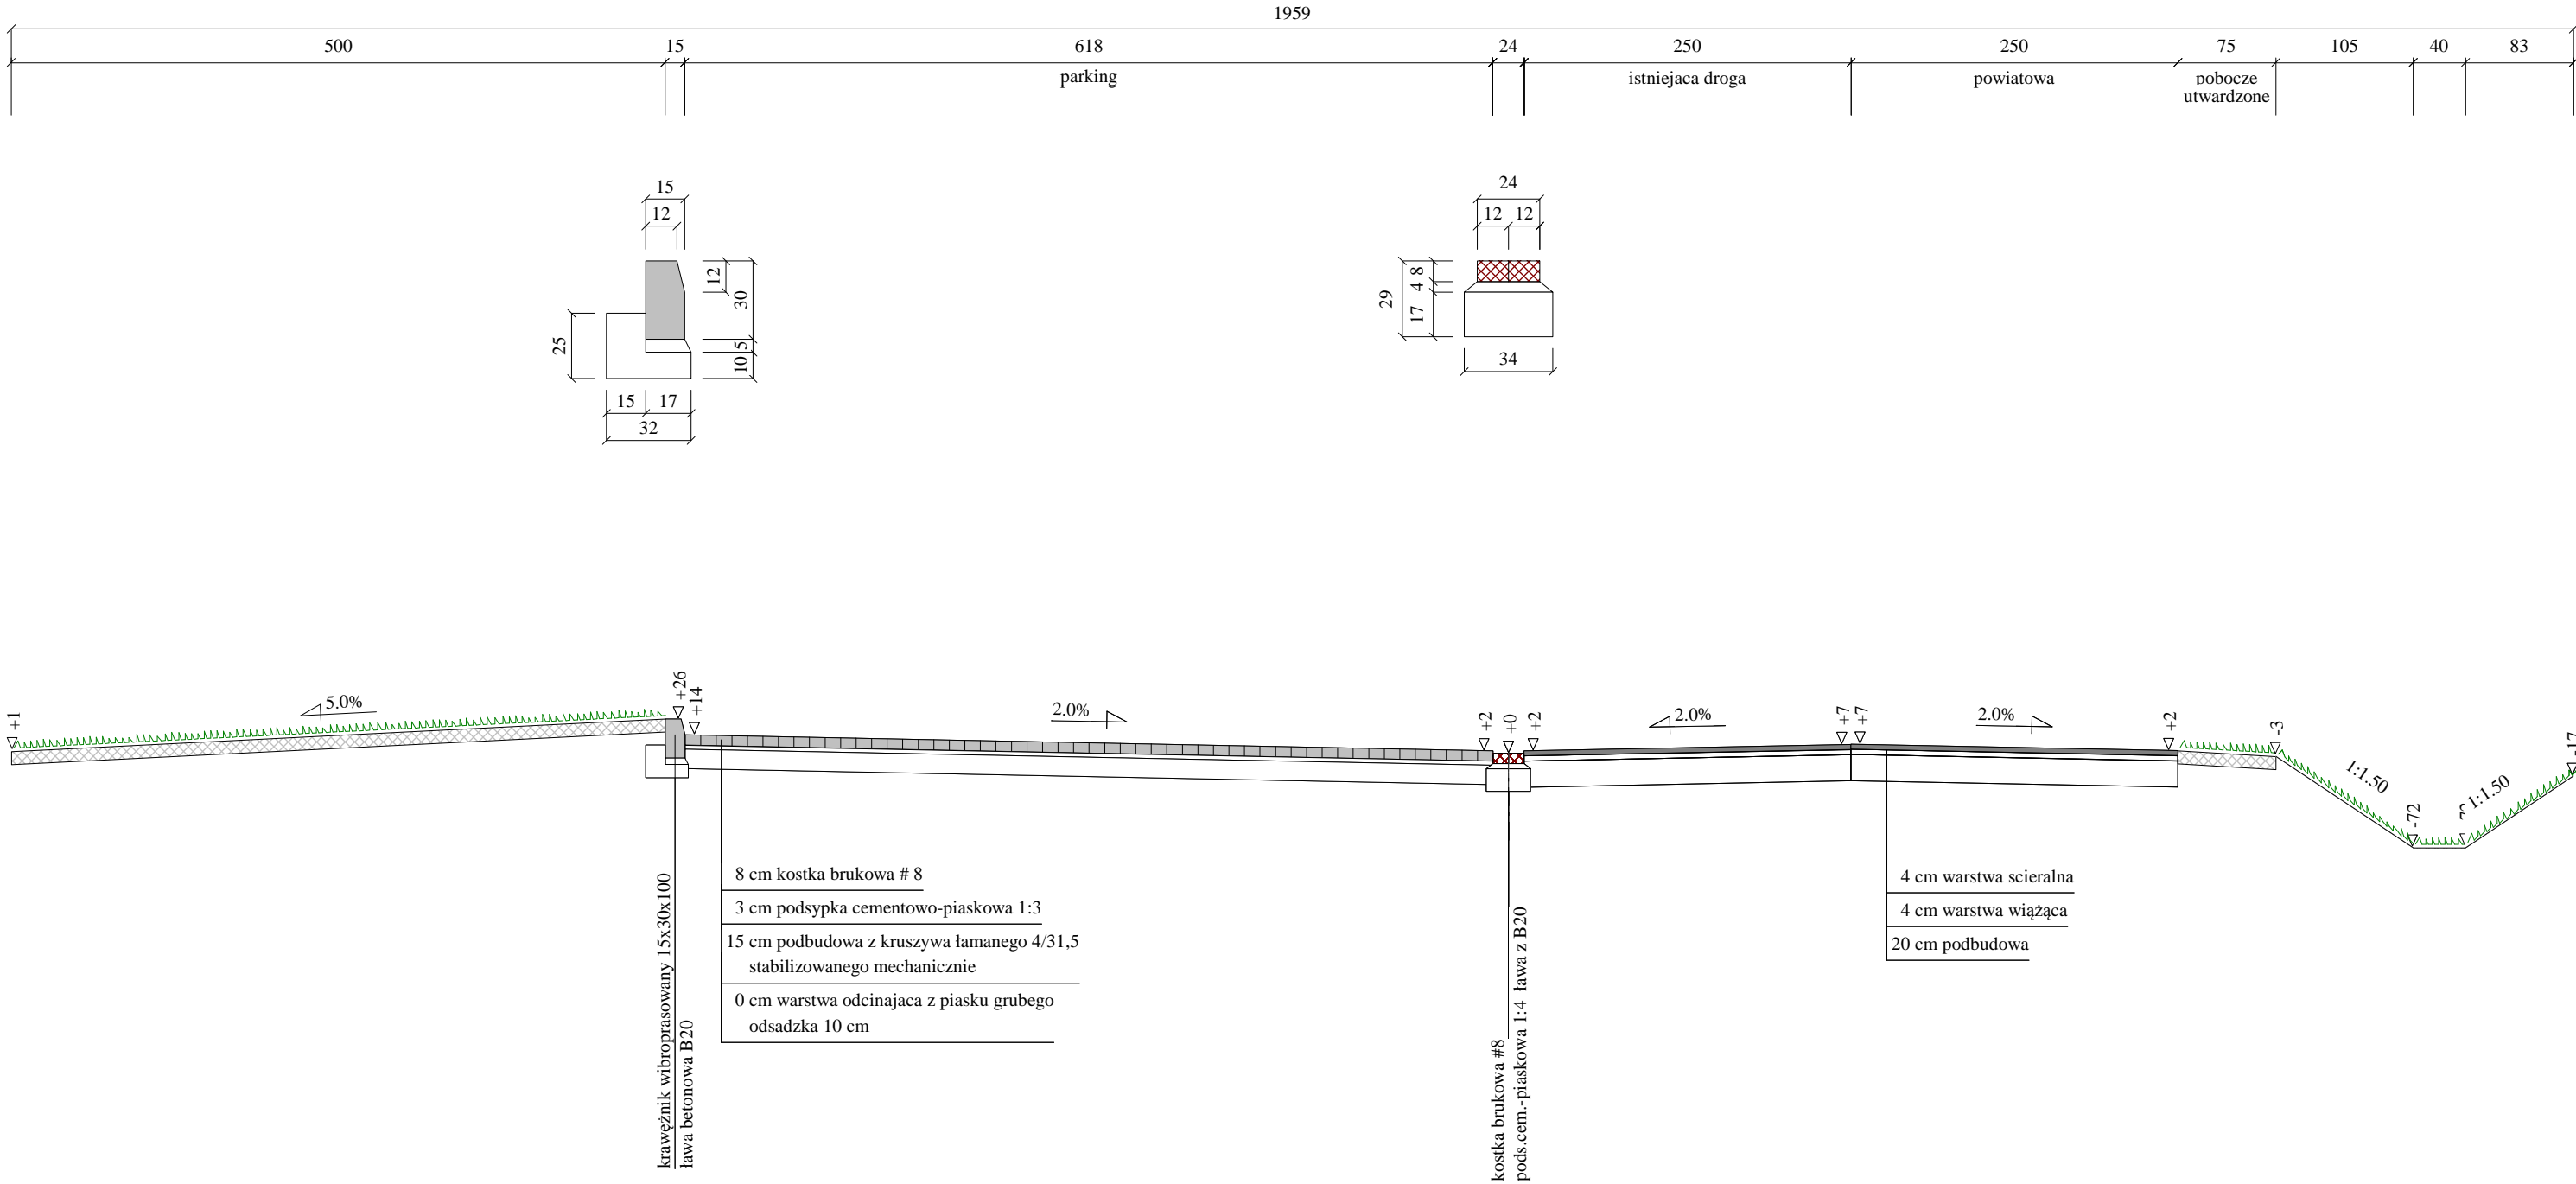 1959
500 15 618 24 250 250 75 105 40 83
parking istniejaca droga powiatowa pobocze
utwardzone
15
12
12
30
5
10
25
15 17
32
24
12 12
8
4
17
29
34
+1
5.0%
+26
+14
2.0%
+2
+0
+2
2.0%
+7
+7
2.0%
+2
-3
1:1.50
-72
1:1.50
-17
8 cm kostka brukowa # 8
3 cm podsypka cementowo-piaskowa 1:3
15 cm podbudowa z kruszywa łamanego 4/31,5
stabilizowanego mechanicznie
0 cm warstwa odcinajaca z piasku grubego
odsadzka 10 cm
4 cm warstwa scieralna
4 cm warstwa wiążąca
20 cm podbudowa
krawężnik wibroprasowany 15x30x100
ława betonowa B20
kostka brukowa #8
pods.cem.-piaskowa 1:4 ława z B20